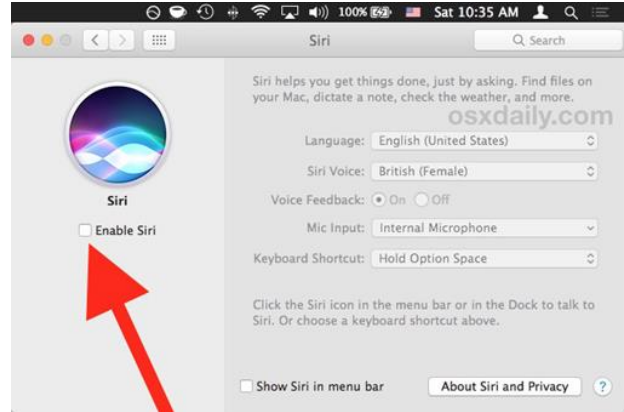 100% Sat 10:35 AM
Siri
Search
Siri helps you get things done, just by asking. Find files on
your Mac, dictate a note, check the weather, and more.
osxdaily.com
Language: English (United States)
Siri Voice: British (Female)
Siri
Voice Feedback: On Off
Enable Siri
Mic Input: Internal Microphone
Keyboard Shortcut: Hold Option Space
Click the Siri icon in the menu bar or in the Dock to talk to
Siri. Or choose a keyboard shortcut above.
Show Siri in menu bar
About Siri and Privacy ?